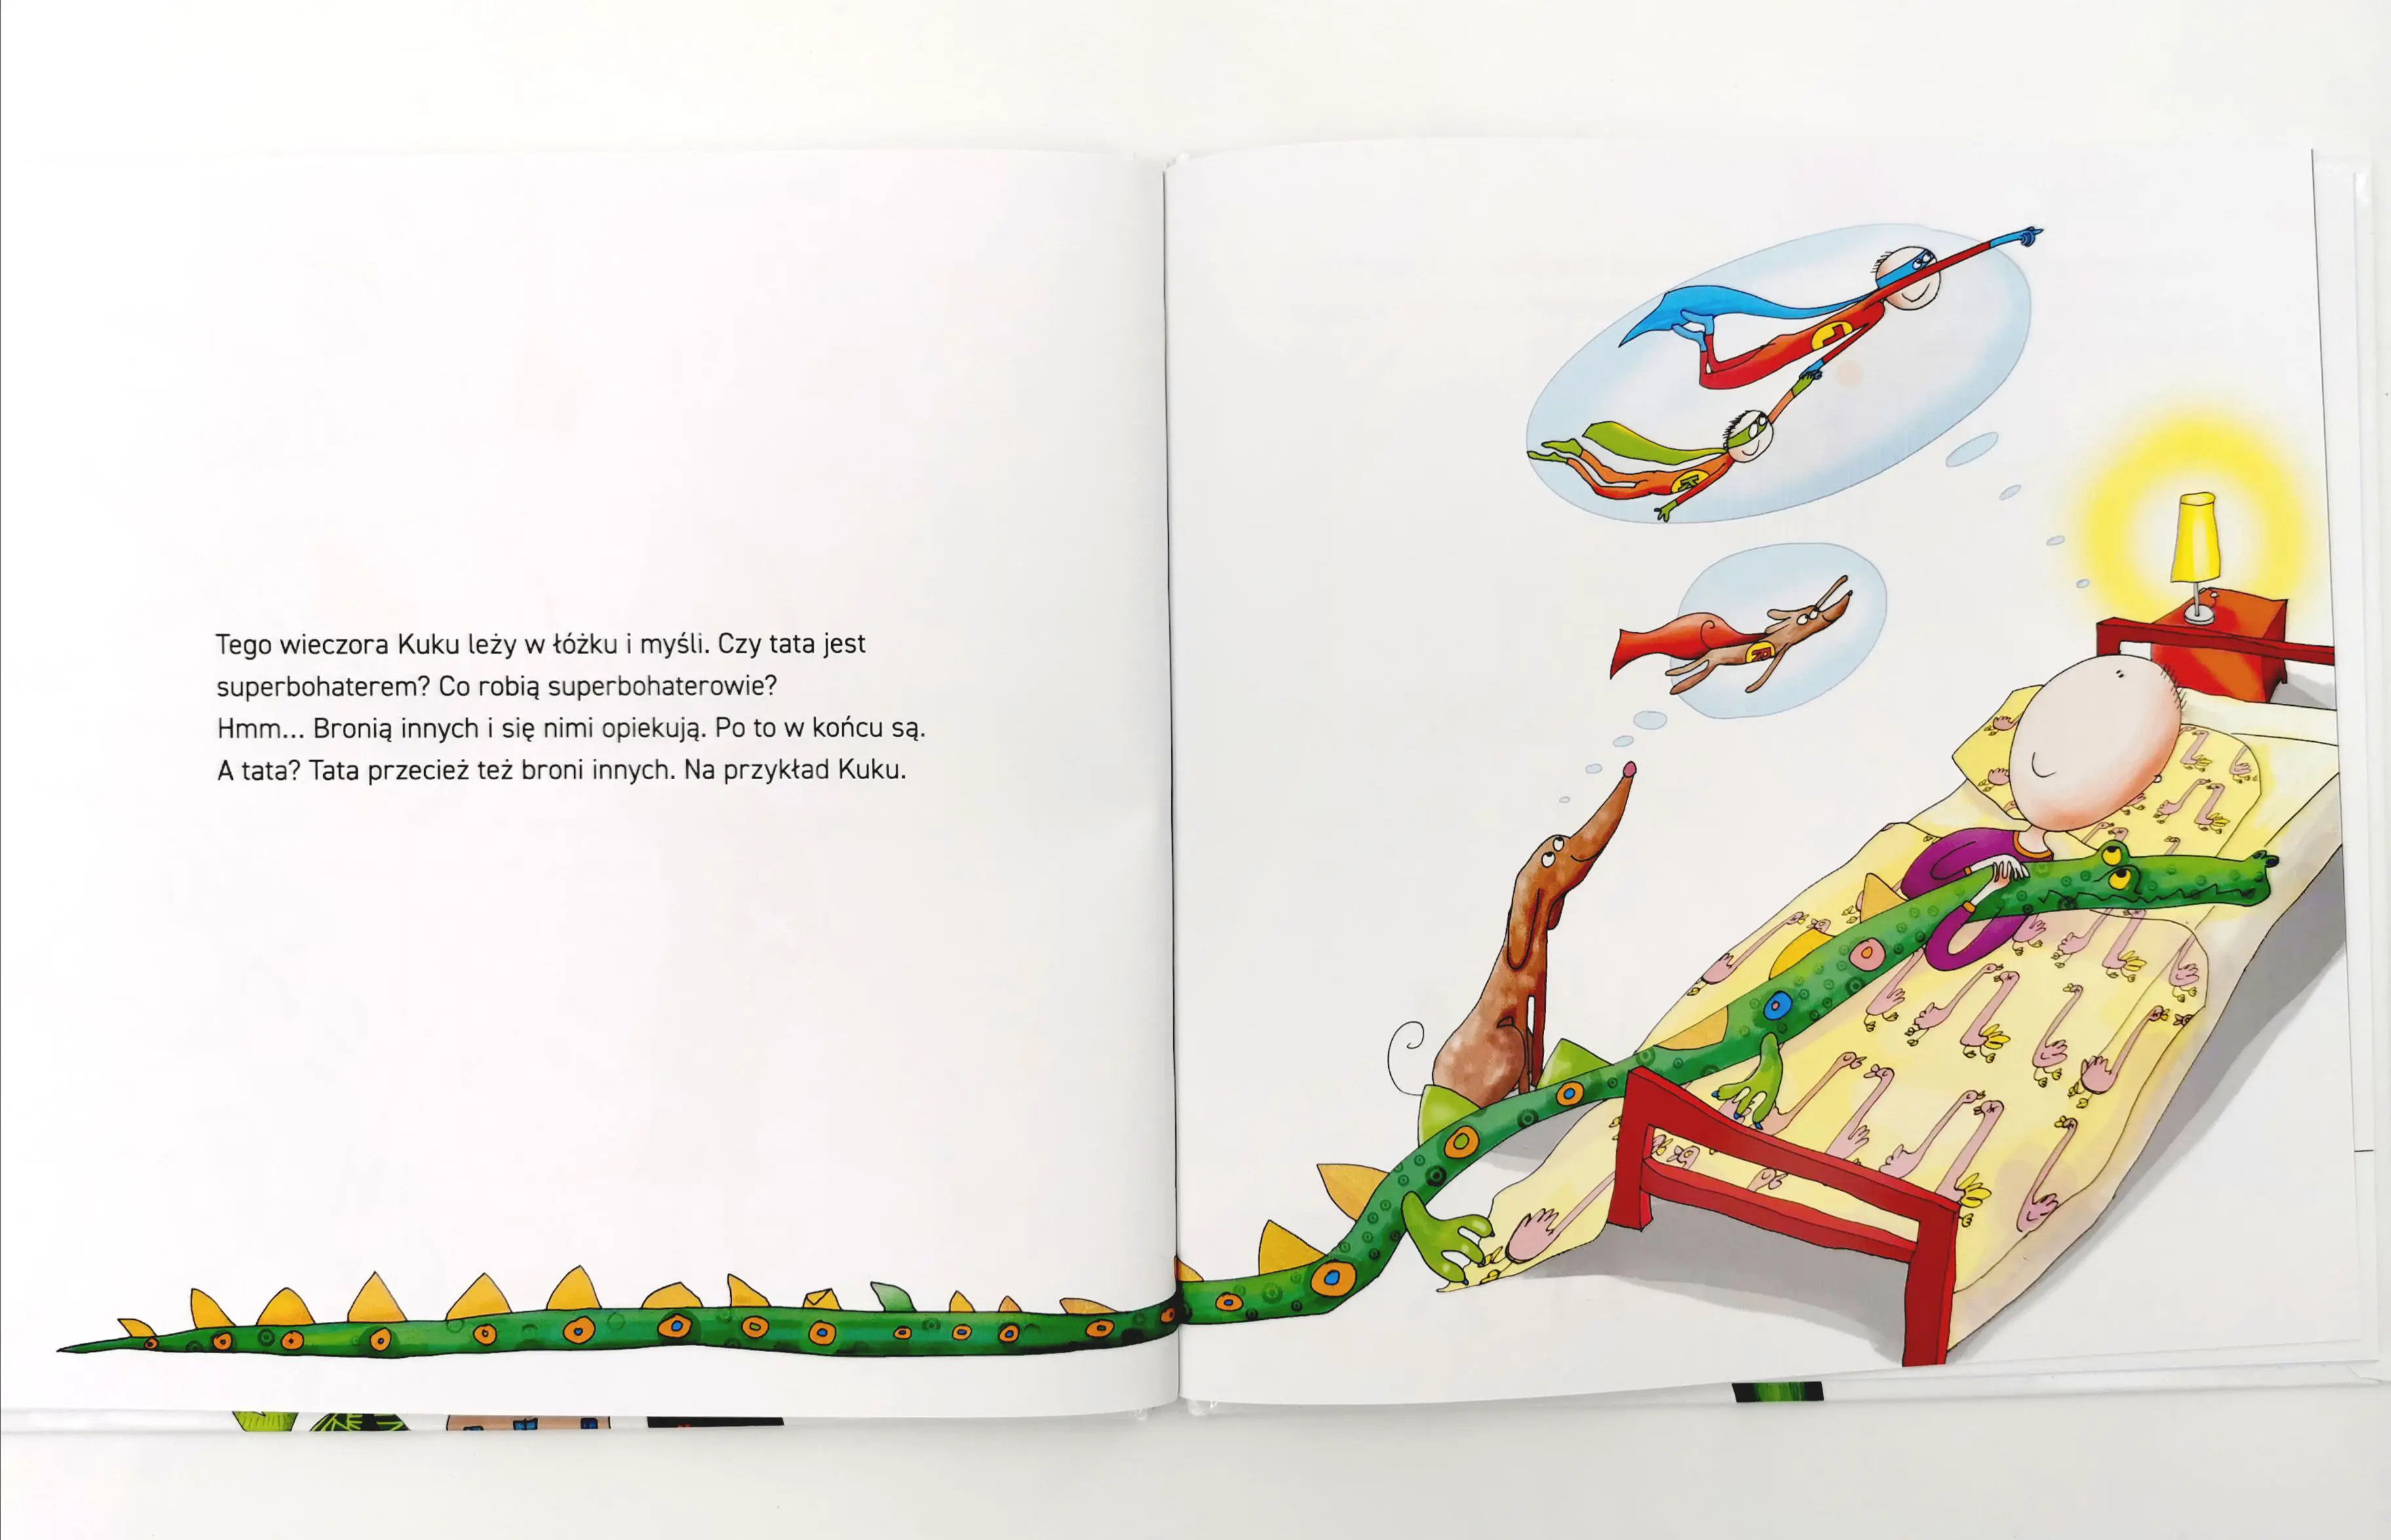 Tego wieczora Kuku leży w łóżku i myśli. Czy tata jest
superbohaterem? Co robią superbohaterowie?
Hmm... Bronią innych i się nimi opiekują. Po to w końcu są.
A tata? Tata przecież też broni innych. Na przykład Kuku.
T
K